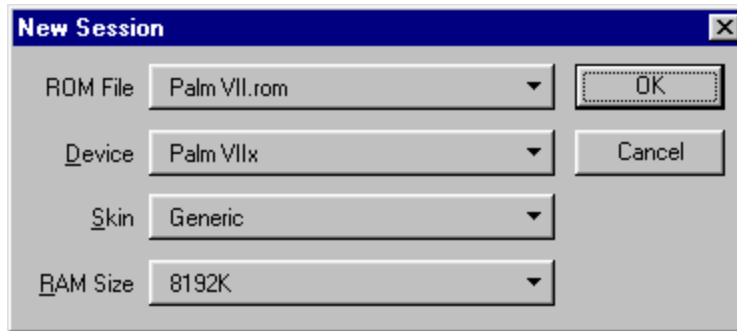 New Session
ROM File Palm VII.rom OK
Device Palm VIIx Cancel
Skin Generic
RAM Size 8192K